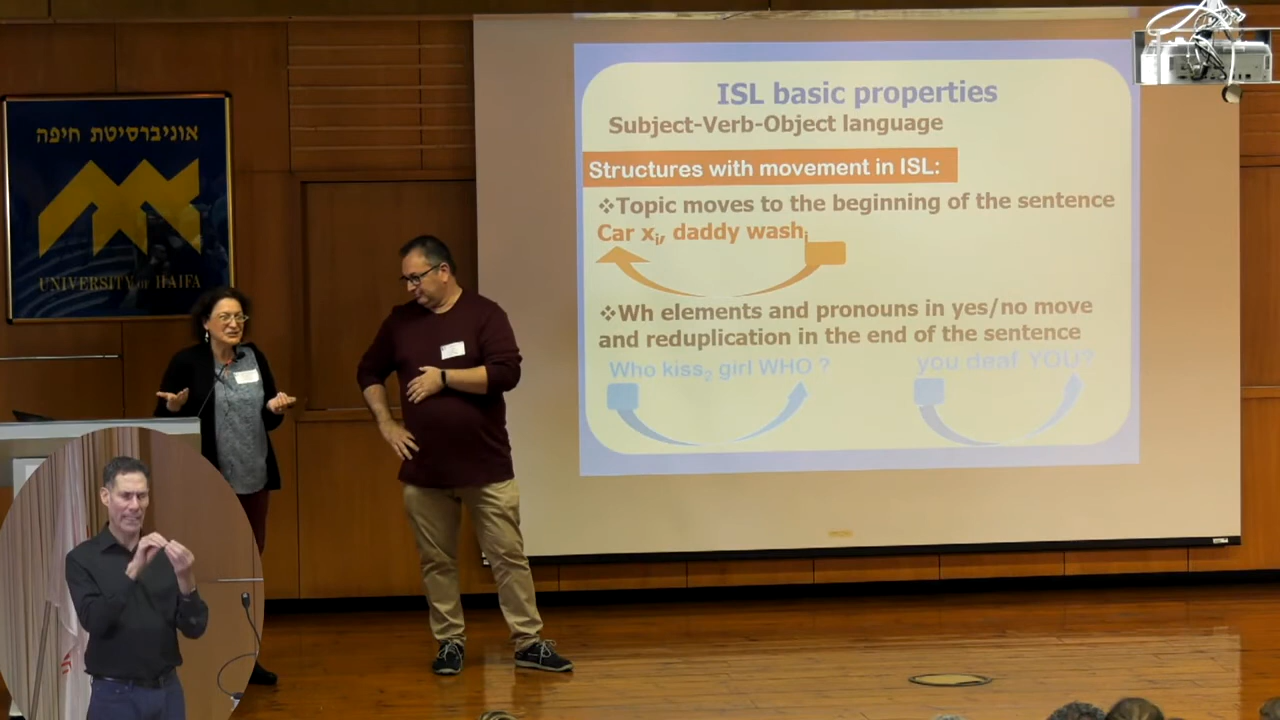 אוניברסיטת חיפה
UNIVERSITY OF HAIFA
ISL basic properties
Subject-Verb-Object language
Structures with movement in ISL:
❖Topic moves to the beginning of the sentence
Car xi, daddy washi
❖Wh elements and pronouns in yes/no move
and reduplication in the end of the sentence
Who kiss2 girl WHO ? you deaf YOU?